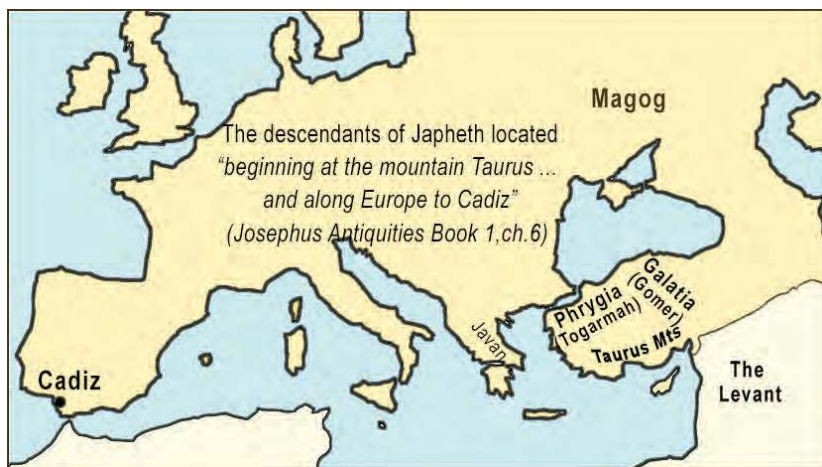 Magog
The descendants of Japheth located
“beginning at the mountain Taurus ...
and along Europe to Cadiz”
(Josephus Antiquities Book 1,ch.6)
Galatia
(Gomer)
Phrygia
(Togarmah)
Javan
Taurus Mts
Cadiz
The
Levant